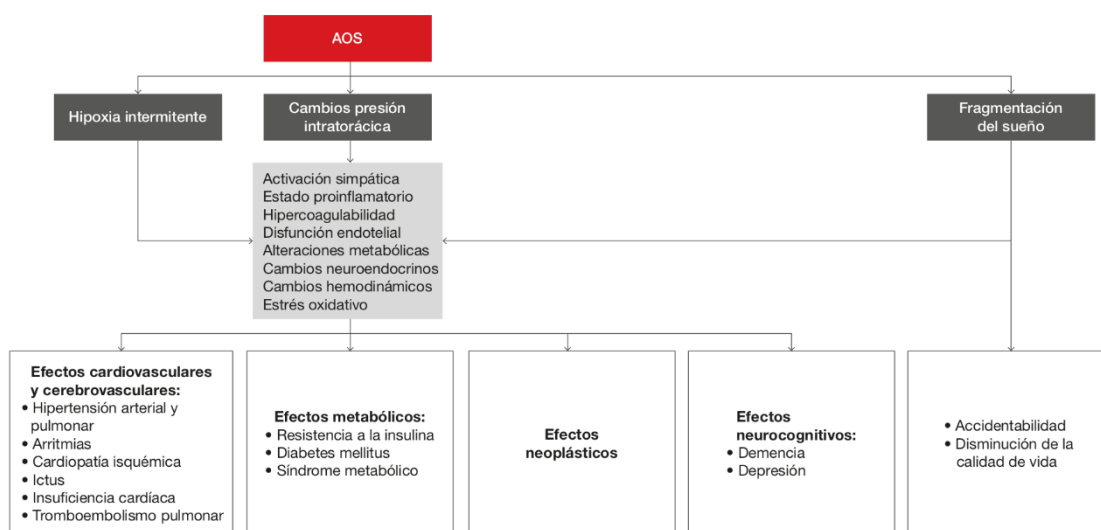 AOS
Hipoxia intermitente
Cambios presión
intratorácica
Fragmentación
del sueño
Activación simpática
Estado proinflamatorio
Hipercoagulabilidad
Disfunción endotelial
Alteraciones metabólicas
Cambios neuroendocrinos
Cambios hemodinámicos
Estrés oxidativo
Efectos cardiovasculares
y cerebrovasculares:
• Hipertensión arterial y
pulmonar
• Arritmias
• Cardiopatía isquémica
• Ictus
• Insuficiencia cardíaca
• Tromboembolismo pulmonar
Efectos metabólicos:
• Resistencia a la insulina
• Diabetes mellitus
• Síndrome metabólico
Efectos
neoplásticos
Efectos
neurocognitivos:
• Demencia
• Depresión
• Accidentabilidad
• Disminución de la
calidad de vida